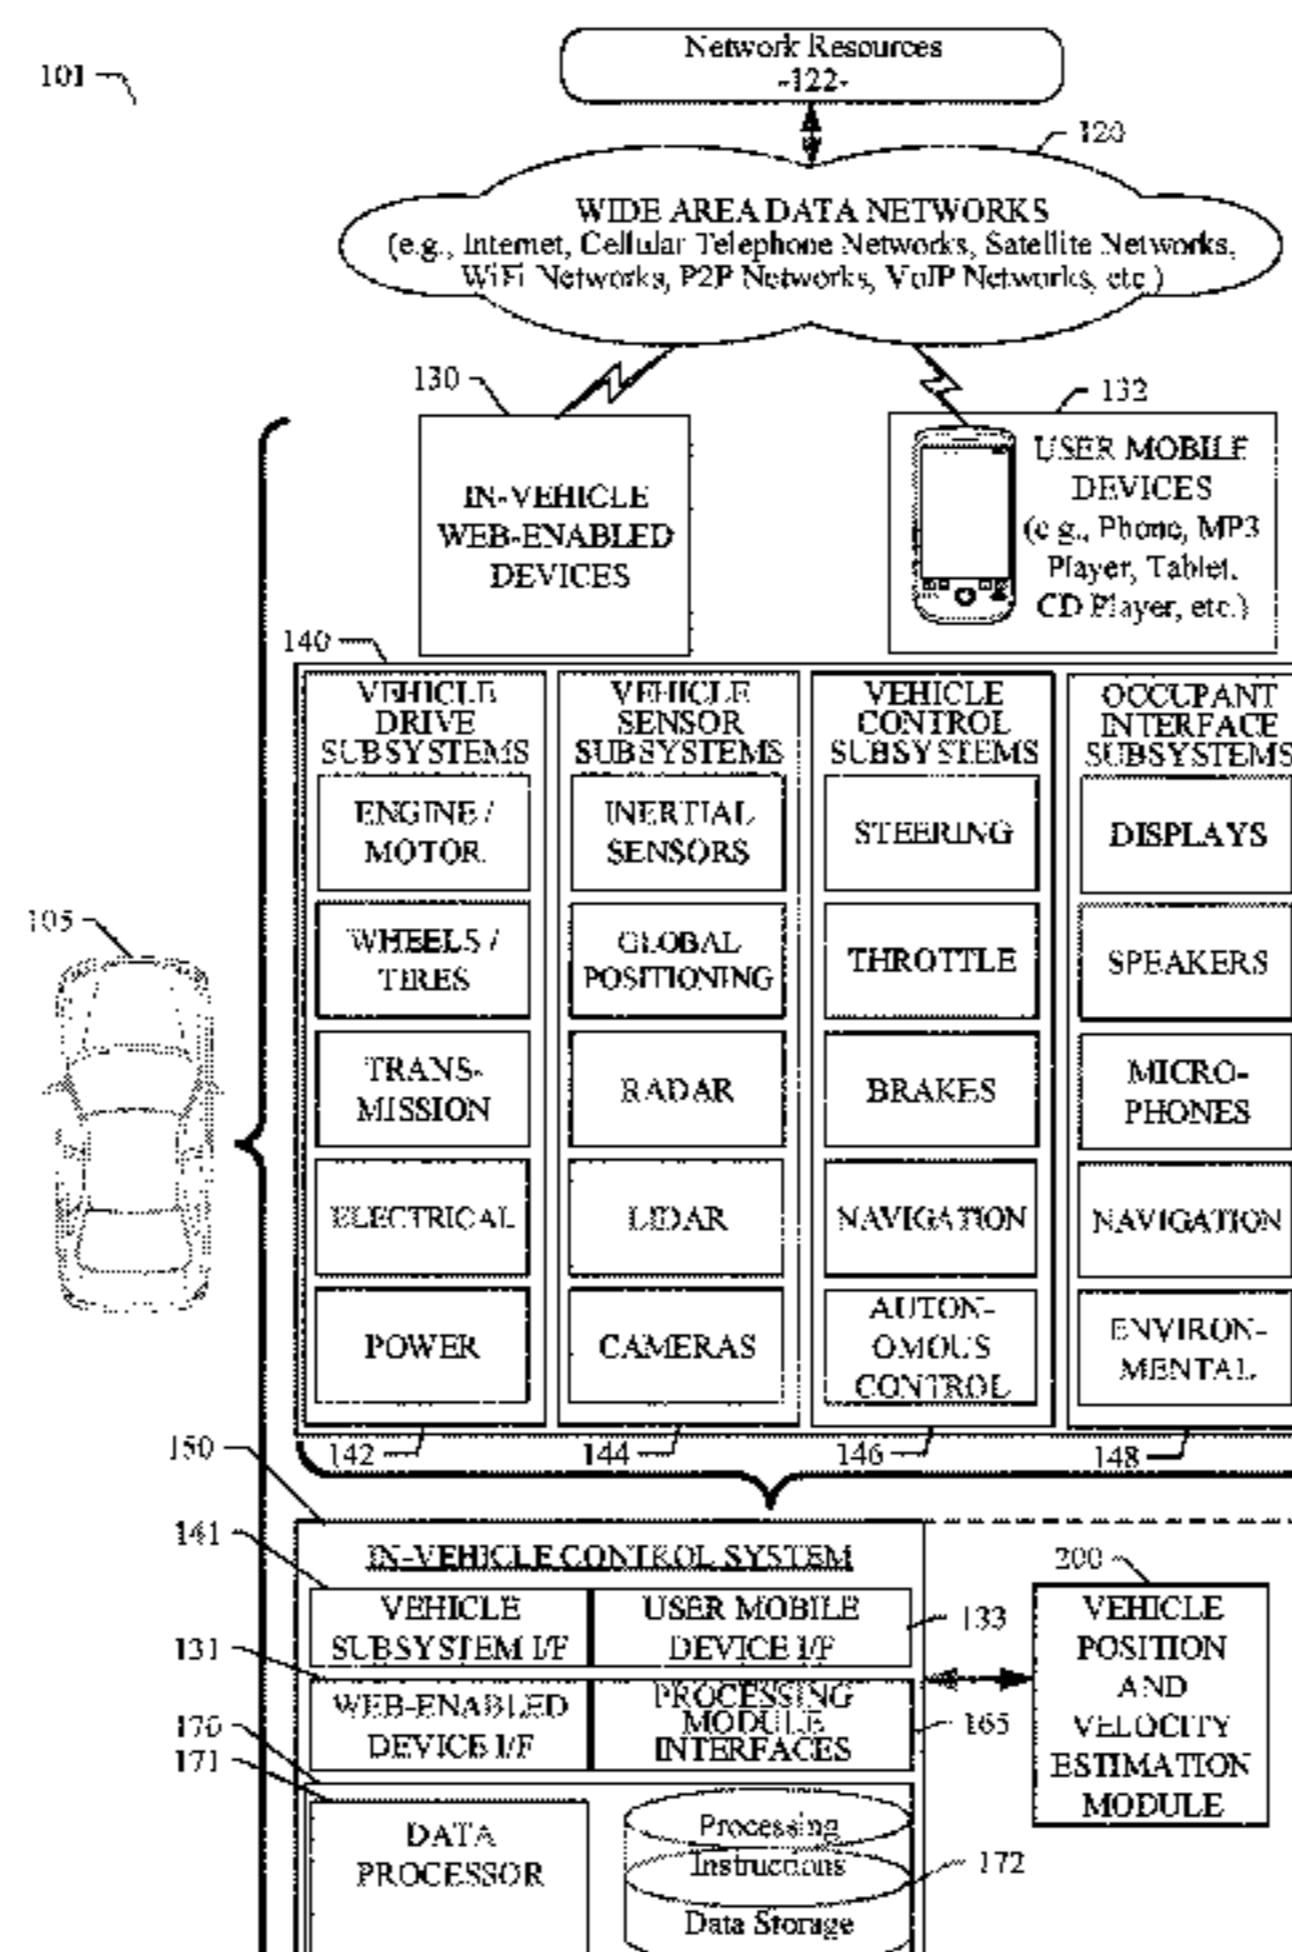 101
Network Resources
-122-
120
WIDE AREA DATA NETWORKS
(e.g., Internet, Cellular Telephone Networks, Satellite Networks,
WiFi Networks, P2P Networks, VoIP Networks, etc.)
130
132
IN-VEHICLE
WEB-ENABLED
DEVICES
USER MOBILE
DEVICES
(e.g., Phone, MP3
Player, Tablet,
CD Player, etc.)
140
VEHICLE
DRIVE
SUBSYSTEMS
ENGINE /
MOTOR
WHEELS /
TIRES
TRANS-
MISSION
ELECTRICAL
POWER
142
VEHICLE
SENSOR
SUBSYSTEMS
INERTIAL
SENSORS
GLOBAL
POSITIONING
RADAR
LIDAR
CAMERAS
144
VEHICLE
CONTROL
SUBSYSTEMS
STEERING
THROTTLE
BRAKES
NAVIGATION
AUTON-
OMOUS
CONTROL
146
OCCUPANT
INTERFACE
SUBSYSTEMS
DISPLAYS
SPEAKERS
MICRO-
PHONES
NAVIGATION
ENVIRON-
MENTAL
148
105
150
IN-VEHICLE CONTROL SYSTEM
141
VEHICLE
SUBSYSTEM I/F
USER MOBILE
DEVICE I/F
133
131
WEB-ENABLED
DEVICE I/F
PROCESSING
MODULE
INTERFACES
165
170
171
DATA
PROCESSOR
Processing
Instructions
Data Storage
172
200
VEHICLE
POSITION
AND
VELOCITY
ESTIMATION
MODULE